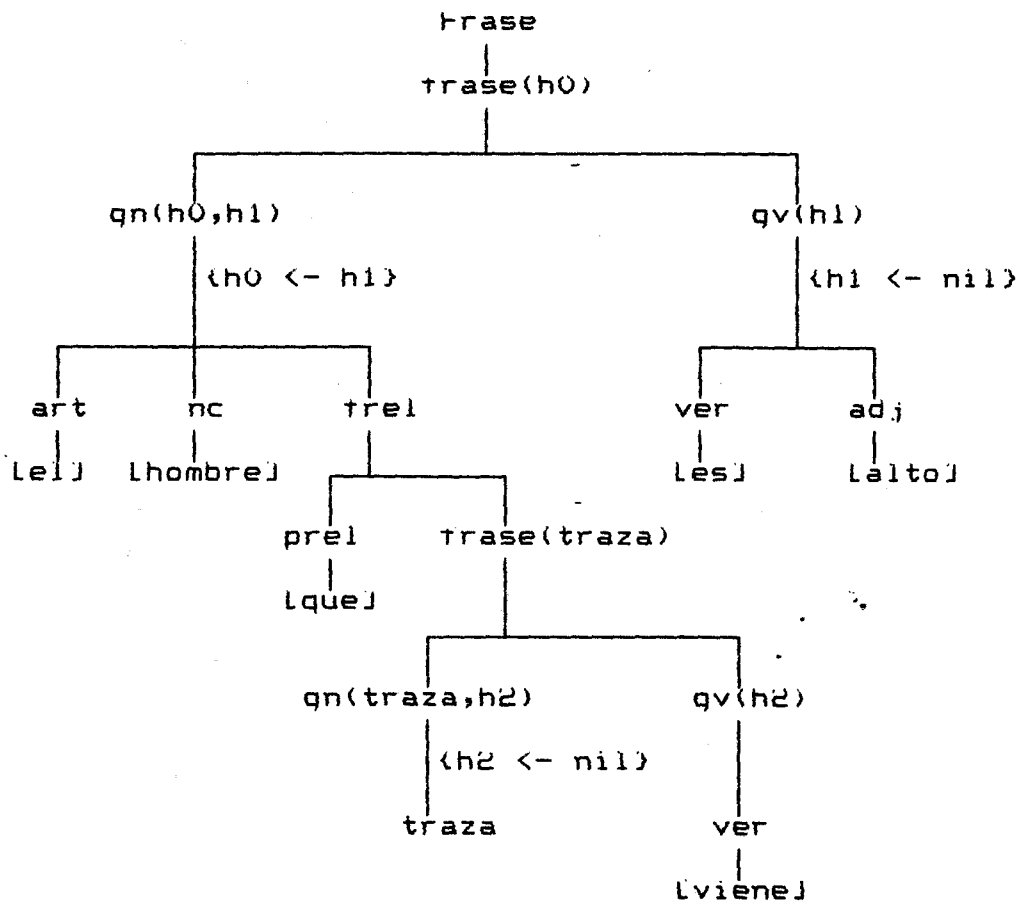 Frase
frase(h0)
gn(h0,h1) gv(h1)
{h0 <- h1} {h1 <- nil}
art nc frel ver adj
[el] [hombre] [es] [alto]
prel frase(traza)
[que]
gn(traza,h2) gv(h2)
{h2 <- nil}
traza ver
[viene]